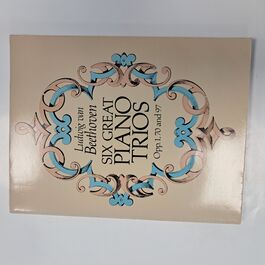 Ludwig van
Beethoven
SIX GREAT
PIANO
TRIOS
Opp. 1, 70 and 97